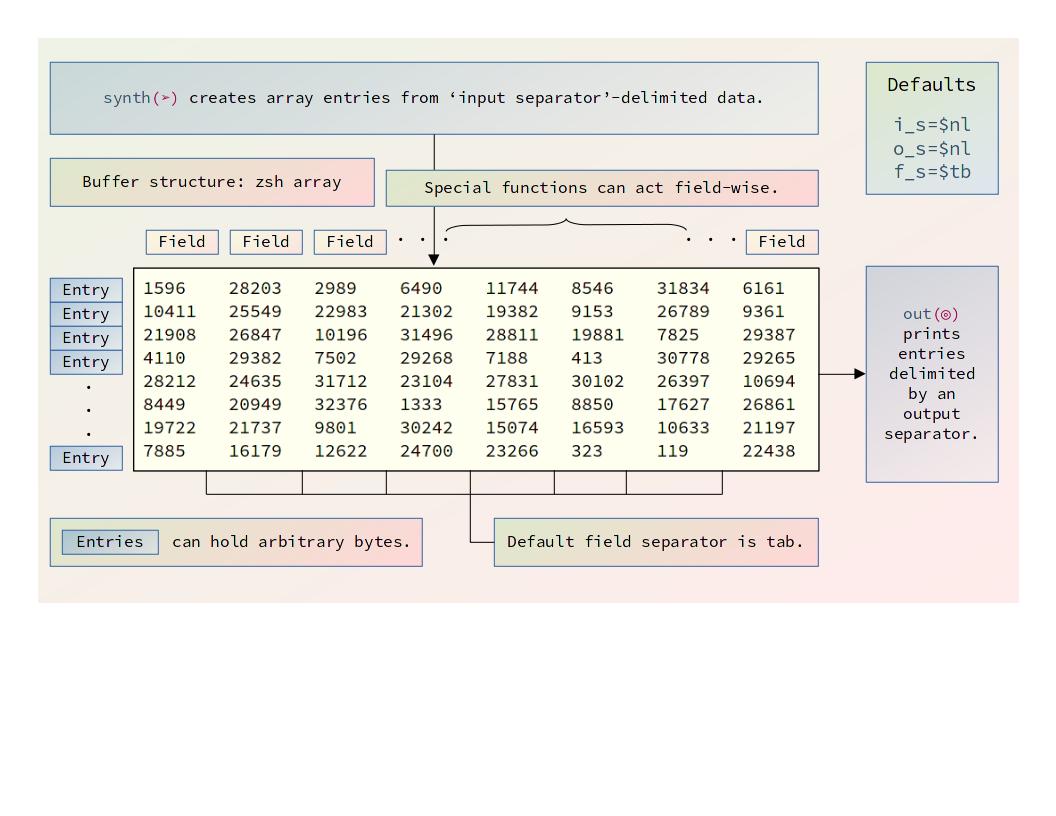 synth(➢) creates array entries from ‘input separator’-delimited data.
Defaults
i_s=$nl
o_s=$nl
f_s=$tb
Buffer structure: zsh array
Special functions can act field-wise.
Field Field Field · · · · · · Field
Entry 1596 28203 2989 6490 11744 8546 31834 6161
Entry 10411 25549 22983 21302 19382 9153 26789 9361
Entry 21908 26847 10196 31496 28811 19881 7825 29387
Entry 4110 29382 7502 29268 7188 413 30778 29265
· 28212 24635 31712 23104 27831 30102 26397 10694
· 8449 20949 32376 1333 15765 8850 17627 26861
· 19722 21737 9801 30242 15074 16593 10633 21197
Entry 7885 16179 12622 24700 23266 323 119 22438
out(◎)
prints
entries
delimited
by an
output
separator.
Entries can hold arbitrary bytes.
Default field separator is tab.